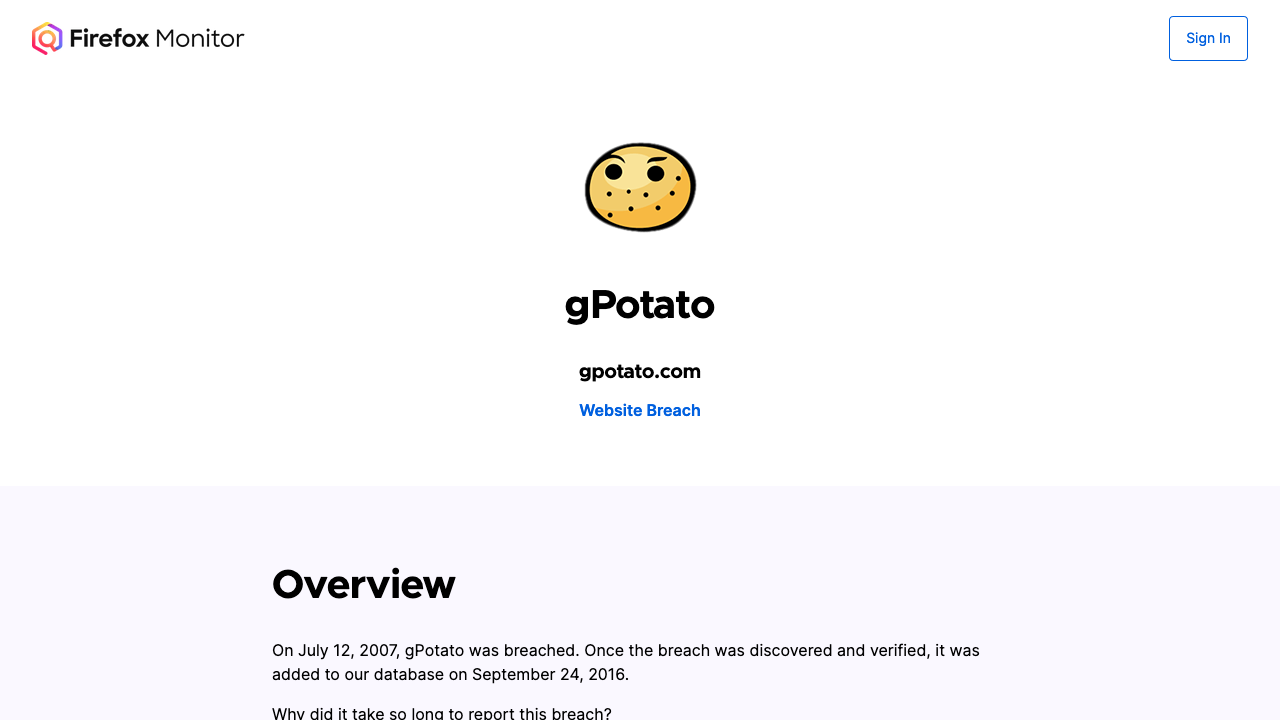 Firefox Monitor
Sign In
gPotato
gpotato.com
Website Breach
Overview
On July 12, 2007, gPotato was breached. Once the breach was discovered and verified, it was
added to our database on September 24, 2016.
Why did it take so long to report this breach?